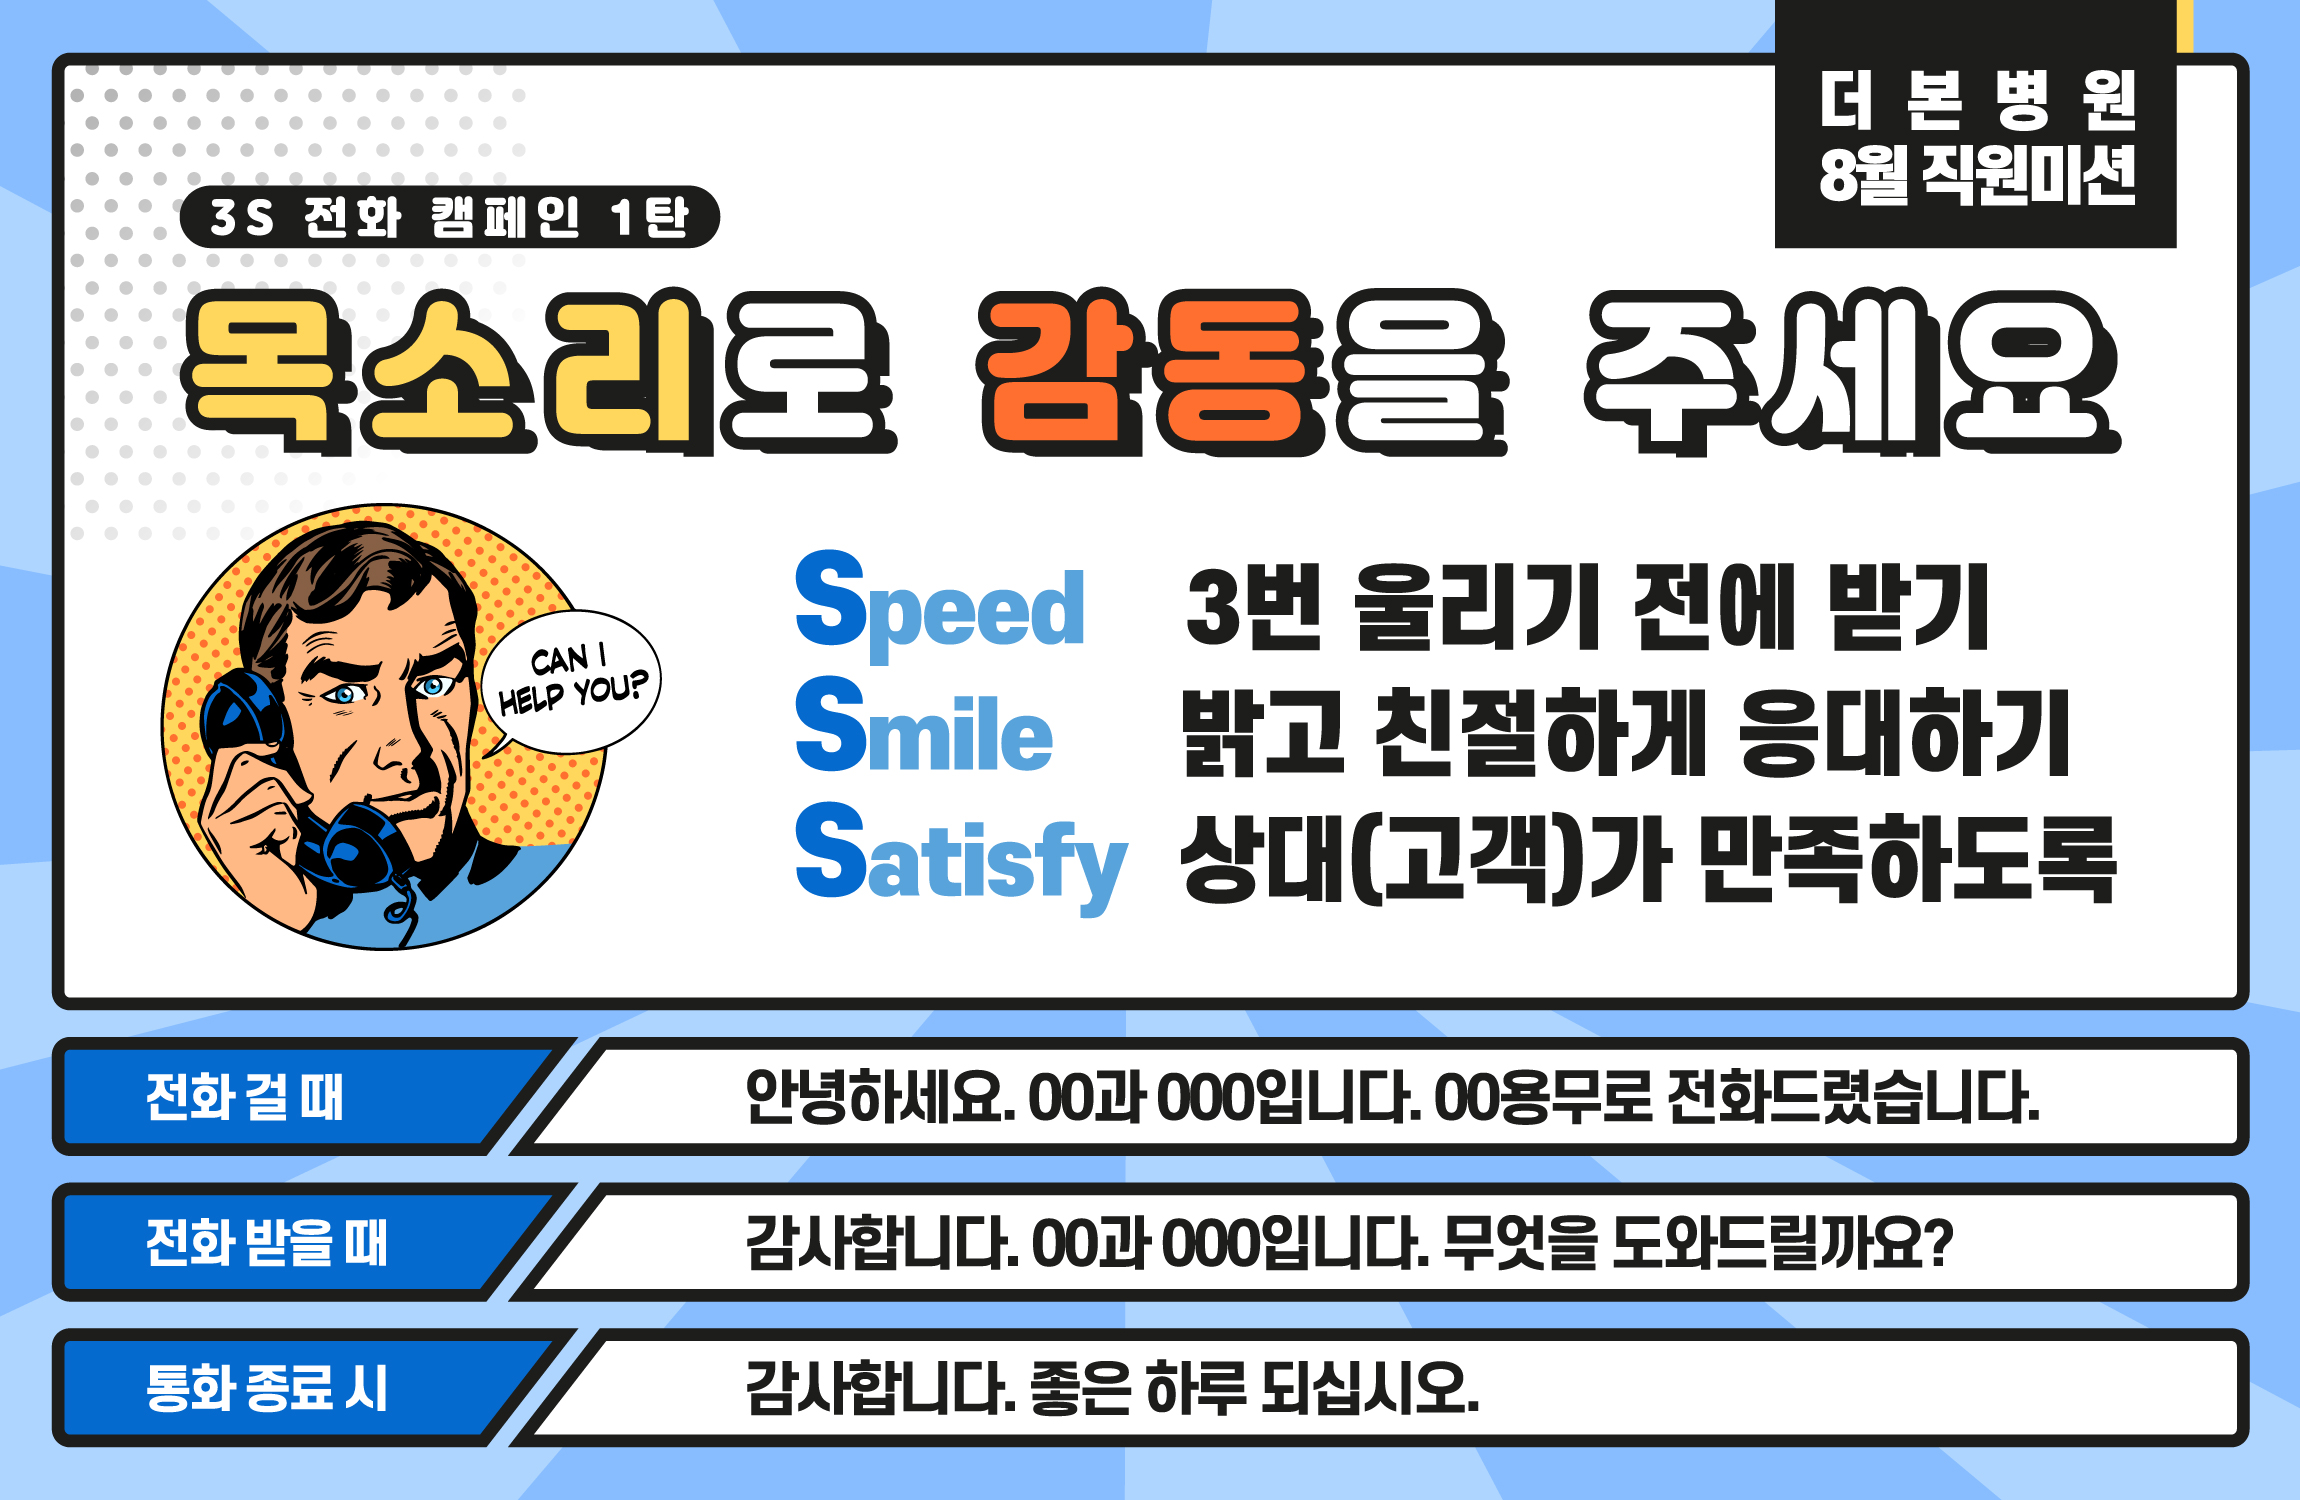 더본병원
8월 직원미션
3S 전화 캠페인 1탄
목소리로 감동을 주세요
CAN I
HELP YOU?
Speed 3번 울리기 전에 받기
Smile 밝고 친절하게 응대하기
Satisfy 상대(고객)가 만족하도록
전화 걸 때 안녕하세요. 00과 000입니다. 00용무로 전화드렸습니다.
전화 받을 때 감사합니다. 00과 000입니다. 무엇을 도와드릴까요?
통화 종료 시 감사합니다. 좋은 하루 되십시오.